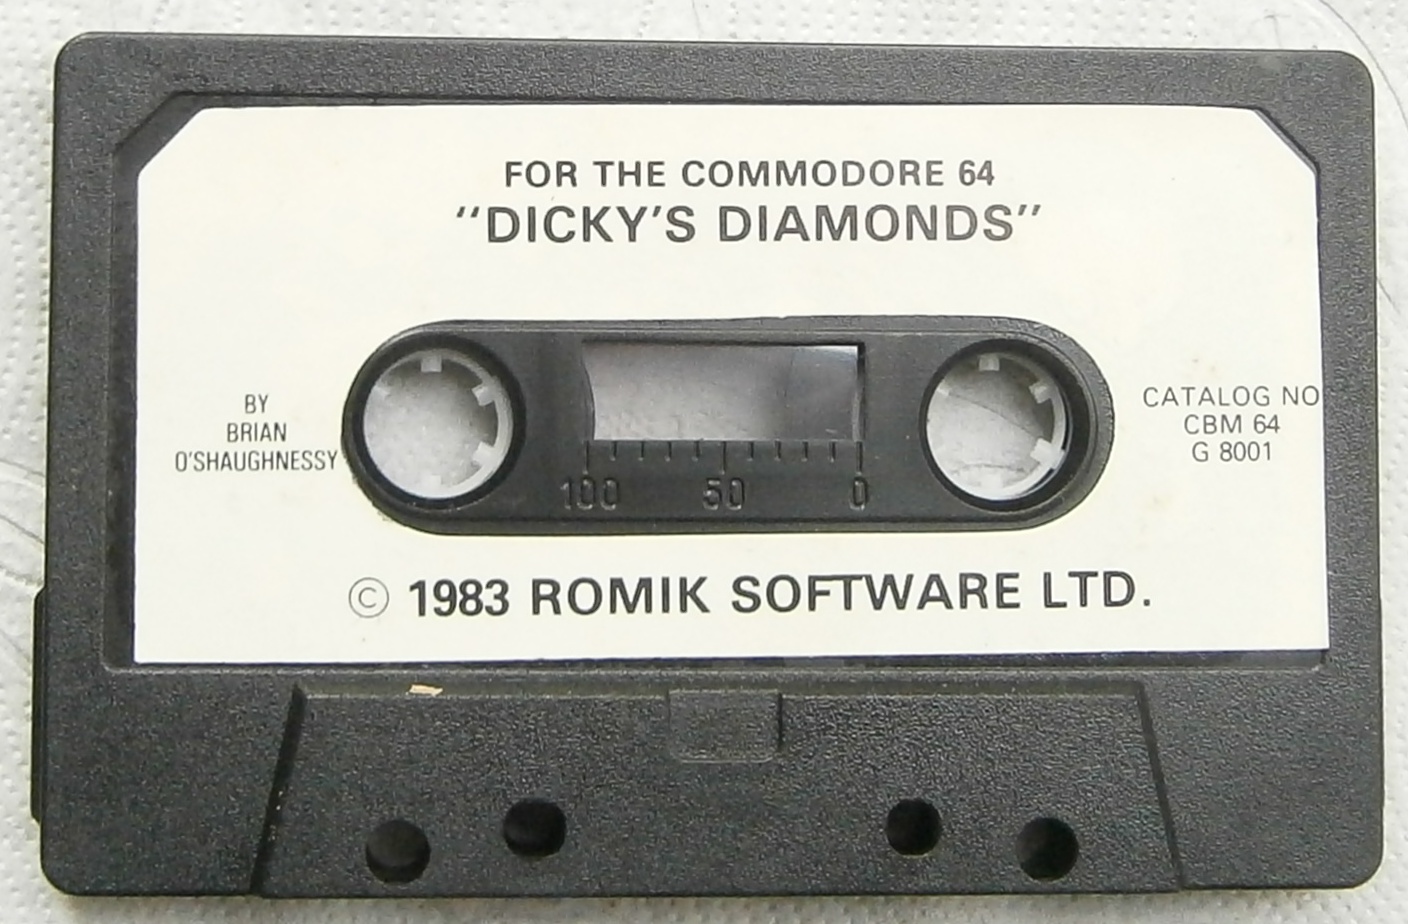 FOR THE COMMODORE 64
"DICKY'S DIAMONDS"
BY
BRIAN
O'SHAUGHNESSY
CATALOG NO
CBM 64
G 8001
100 50 0
© 1983 ROMIK SOFTWARE LTD.